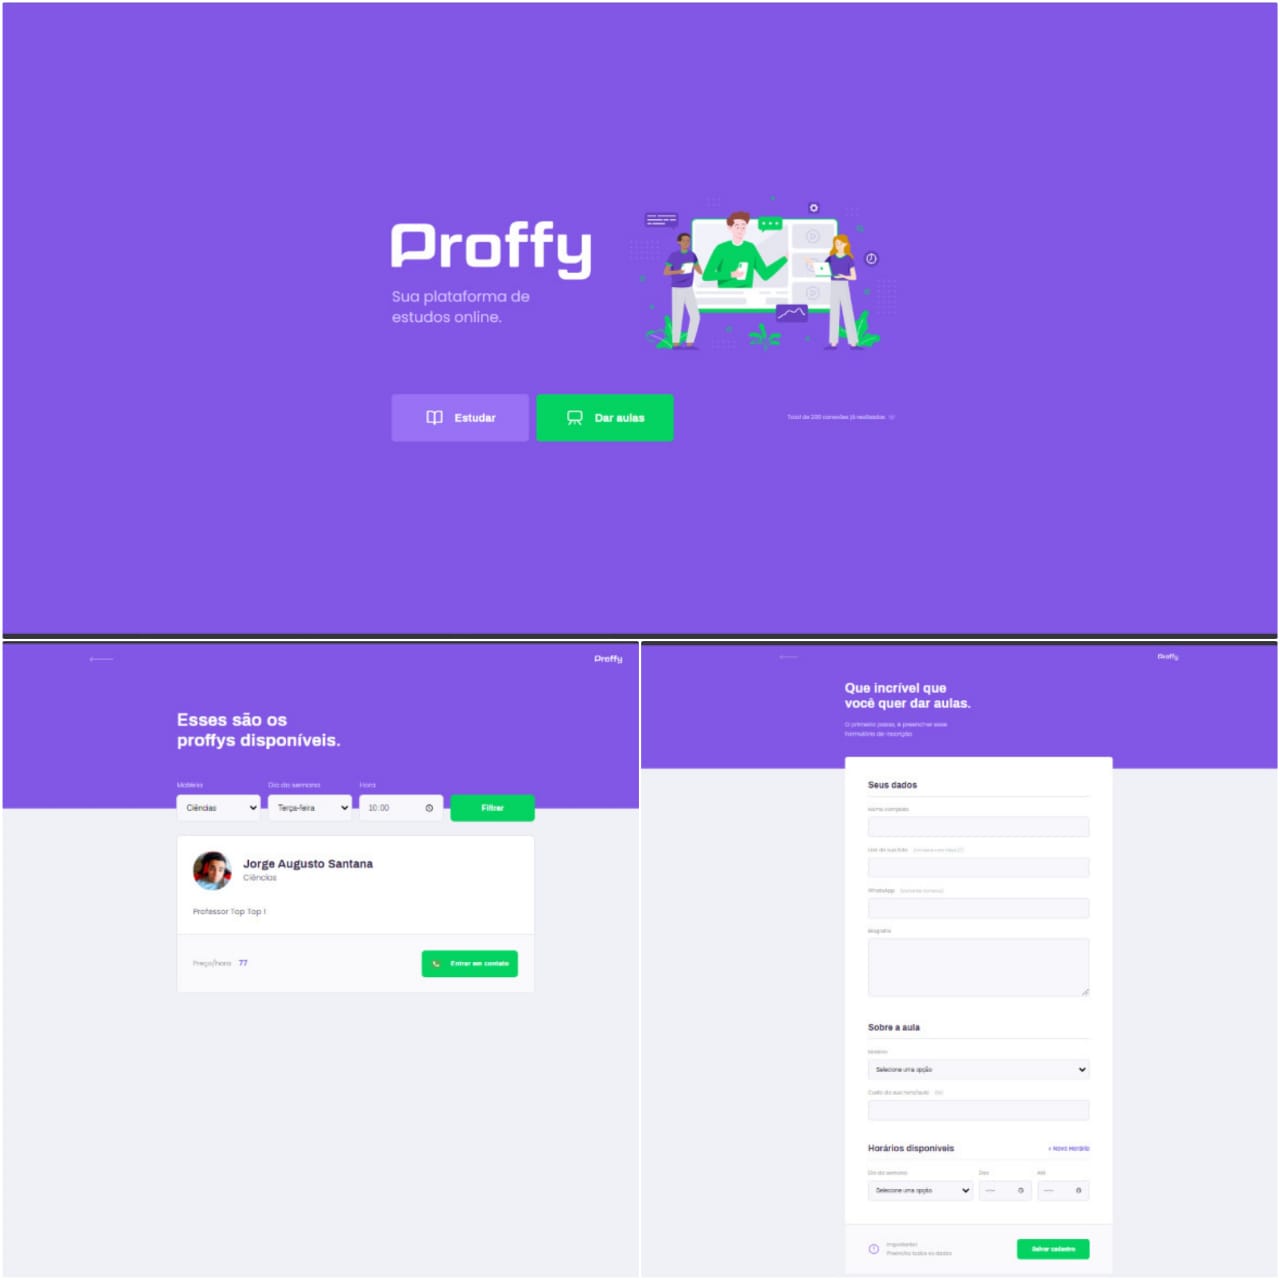 Proffy
Sua plataforma de
estudos online.
Estudar
Dar aulas
Total de 200 conexões já realizadas
Proffy
Esses são os
proffys disponíveis.
Matéria
Dia da semana
Hora
Ciências
Terça-feira
10:00
Filtrar
Jorge Augusto Santana
Ciências
Professor Top Top !
Preço/hora 77
Entrar em contato
Proffy
Que incrível que
você quer dar aulas.
O primeiro passo, é preencher esse
formulário de inscrição
Seus dados
Nome completo
Link da sua foto
WhatsApp (somente números)
Biografia
Sobre a aula
Matéria
Selecione uma opção
Custo da sua hora/aula (R$)
Horários disponíveis
+ Novo Horário
Dia da semana
Das
Até
Selecione uma opção
Importante!
Preencha todos os dados
Salvar cadastro